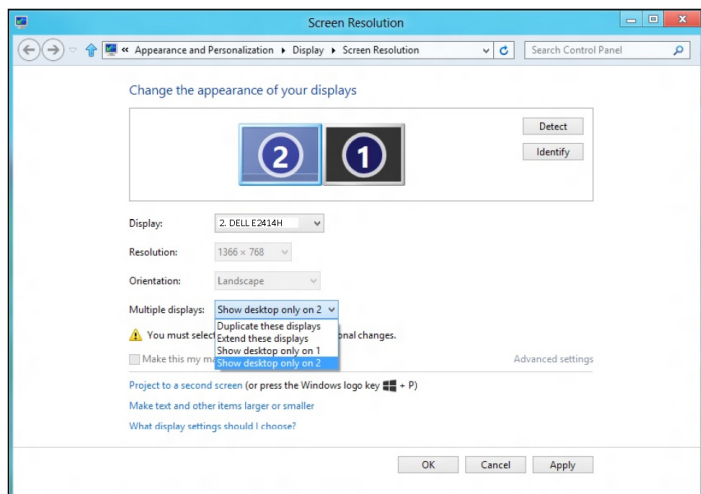 Screen Resolution
« Appearance and Personalization ▸ Display ▸ Screen Resolution
Search Control Panel
Change the appearance of your displays
2
1
Detect
Identify
Display: 2. DELL E2414H
Resolution: 1366 × 768
Orientation: Landscape
Multiple displays: Show desktop only on 2
Duplicate these displays
You must selec onal changes.
Extend these displays
Show desktop only on 1
Make this my m Advanced settings
Show desktop only on 2
Project to a second screen (or press the Windows logo key + P)
Make text and other items larger or smaller
What display settings should I choose?
OK Cancel Apply